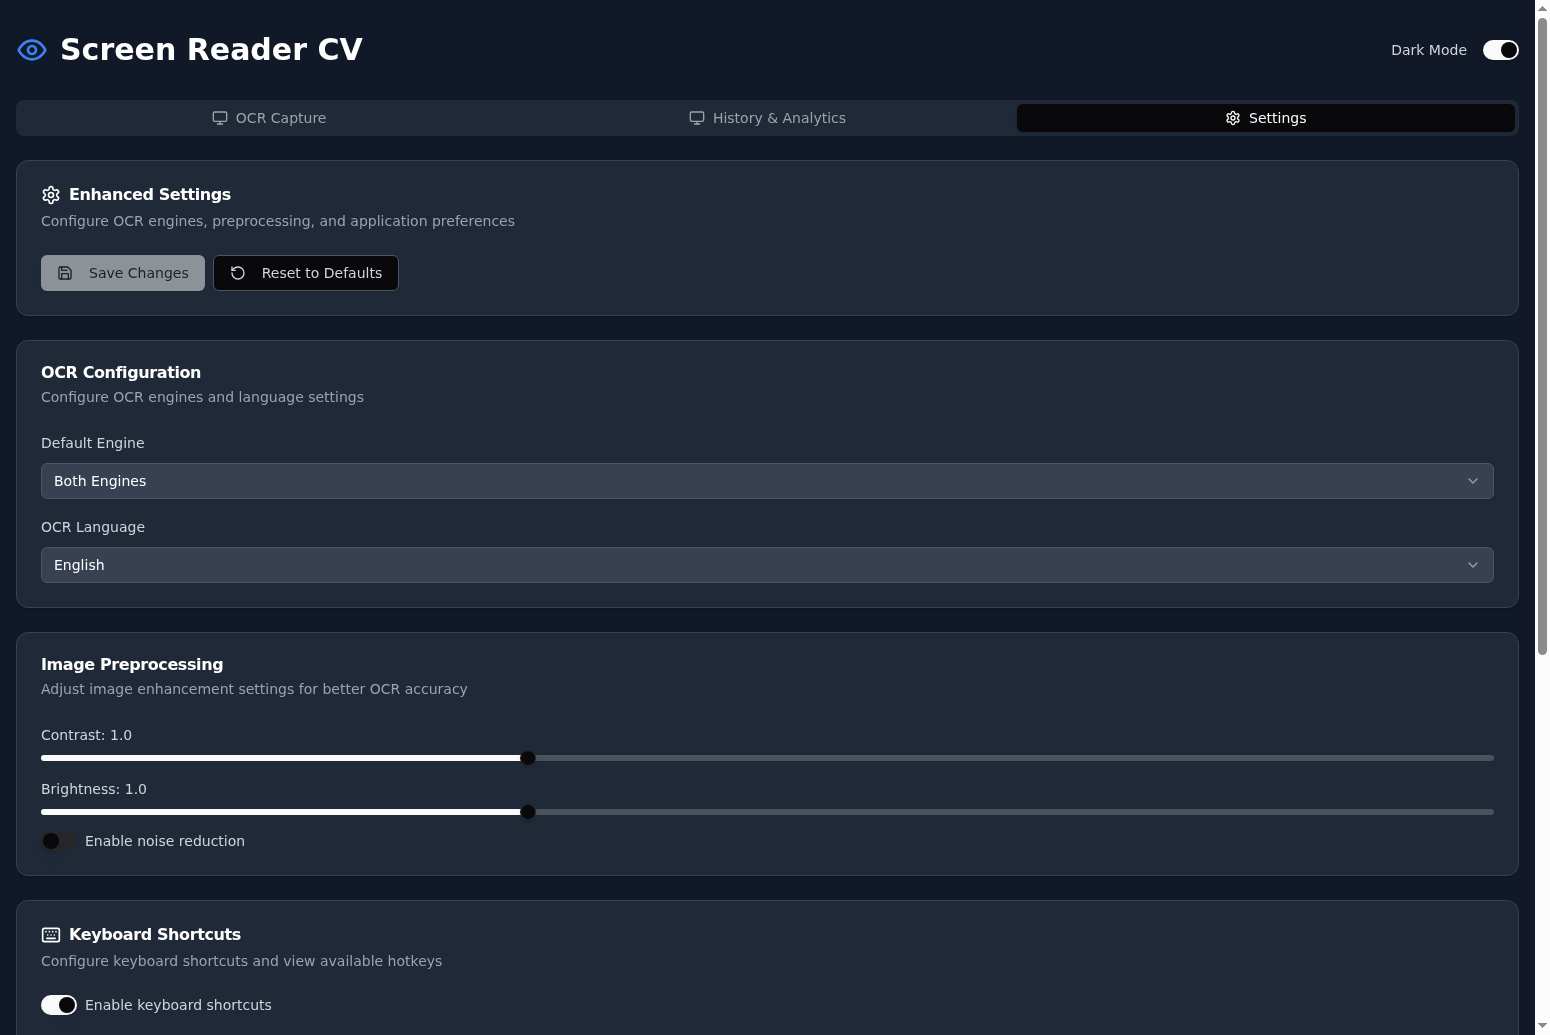 Screen Reader CV
Dark Mode
OCR Capture
History & Analytics
Settings
Enhanced Settings
Configure OCR engines, preprocessing, and application preferences
Save Changes
Reset to Defaults
OCR Configuration
Configure OCR engines and language settings
Default Engine
Both Engines
OCR Language
English
Image Preprocessing
Adjust image enhancement settings for better OCR accuracy
Contrast: 1.0
Brightness: 1.0
Enable noise reduction
Keyboard Shortcuts
Configure keyboard shortcuts and view available hotkeys
Enable keyboard shortcuts